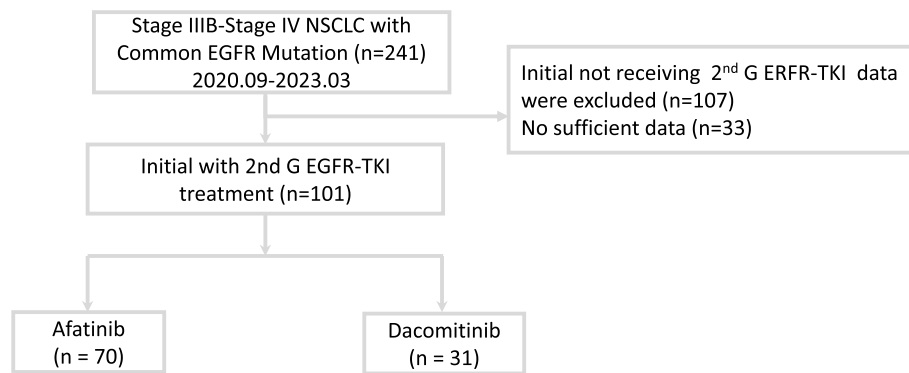 Stage IIIB-Stage IV NSCLC with
Common EGFR Mutation (n=241)
2020.09-2023.03
Initial not receiving 2nd G ERFR-TKI data
were excluded (n=107)
No sufficient data (n=33)
Initial with 2nd G EGFR-TKI
treatment (n=101)
Afatinib
(n = 70)
Dacomitinib
(n = 31)